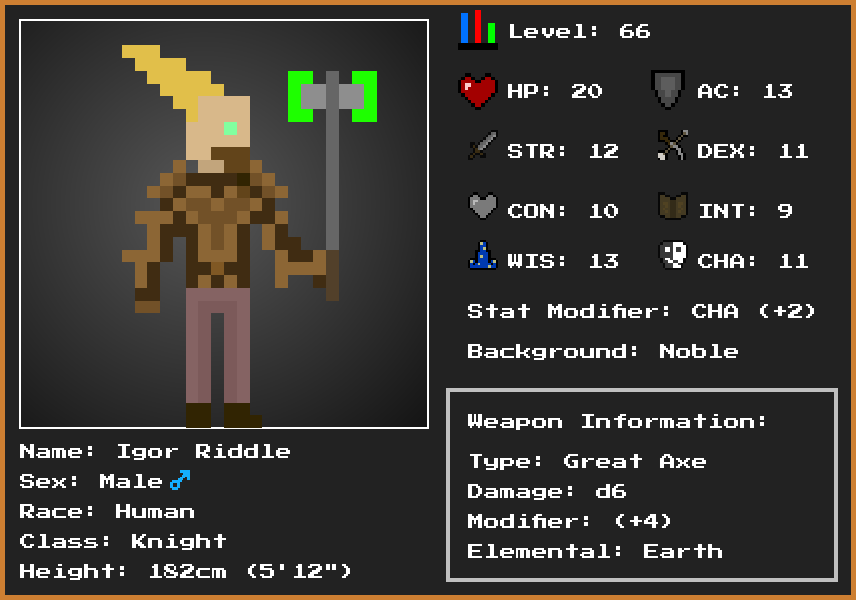 Level: 66
HP: 20
AC: 13
STR: 12
DEX: 11
CON: 10
INT: 9
WIS: 13
CHA: 11
Stat Modifier: CHA (+2)
Background: Noble
Weapon Information:
Type: Great Axe
Damage: d6
Modifier: (+4)
Elemental: Earth
Name: Igor Riddle
Sex: Male ♂
Race: Human
Class: Knight
Height: 182cm (5'12")